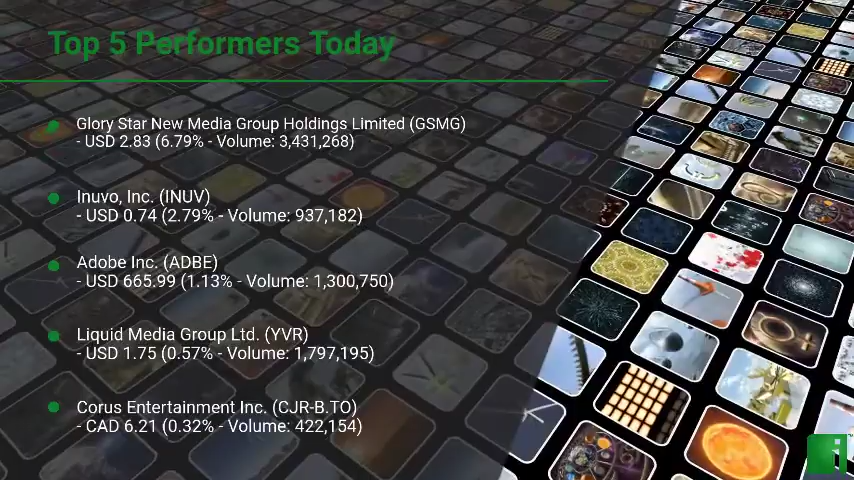 Top 5 Performers Today
Glory Star New Media Group Holdings Limited (GSMG)
- USD 2.83 (6.79% - Volume: 3,431,268)
Inuvo, Inc. (INUV)
- USD 0.74 (2.79% - Volume: 937,182)
Adobe Inc. (ADBE)
- USD 665.99 (1.13% - Volume: 1,300,750)
Liquid Media Group Ltd. (YVR)
- USD 1.75 (0.57% - Volume: 1,797,195)
Corus Entertainment Inc. (CJR-B.TO)
- CAD 6.21 (0.32% - Volume: 422,154)
i